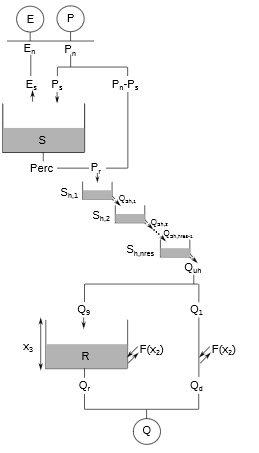 E P
En Pn
Es Ps Pn-Ps
S
Perc Pr
Sh,1 Qsh,1
Sh,2 Qsh,2
Qsh,nres-1
Sh,nres
Quh
Q9 Q1
x3 F(x2) F(x2)
R
Qr Qd
Q